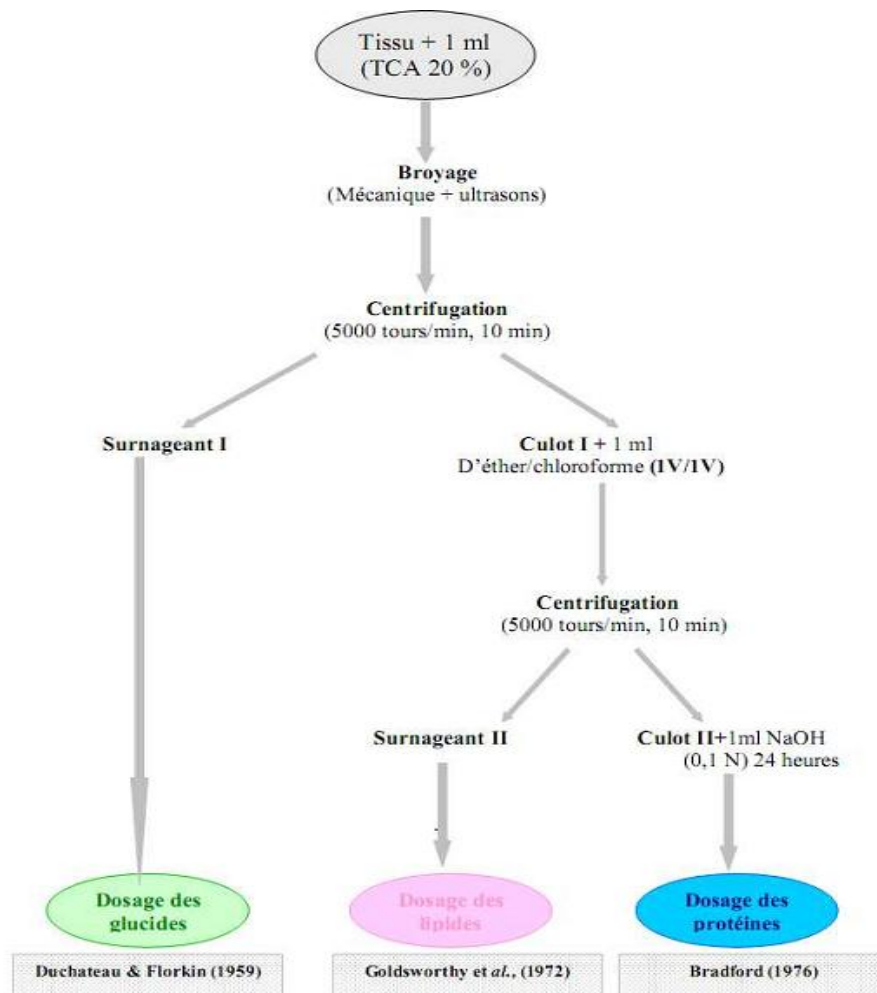 Tissu + 1 ml
(TCA 20 %)
Broyage
(Mécanique + ultrasons)
Centrifugation
(5000 tours/min, 10 min)
Surnageant I
Culot I + 1 ml
D'éther/chloroforme (1V/1V)
Centrifugation
(5000 tours/min, 10 min)
Surnageant II
Culot II+1ml NaOH
(0,1 N) 24 heures
Dosage des
glucides
Dosage des
lipides
Dosage des
protéines
Duchateau & Florkin (1959)
Goldsworthy et al., (1972)
Bradford (1976)